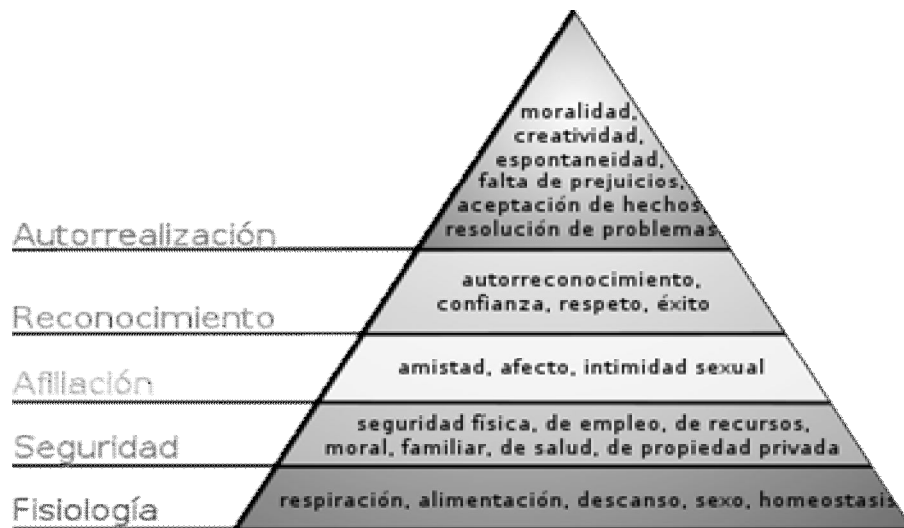 moralidad,
creatividad,
espontaneidad,
falta de prejuicios,
aceptación de hechos,
resolución de problemas
Autorrealización
autorreconocimiento,
confianza, respeto, éxito
Reconocimiento
amistad, afecto, intimidad sexual
Afiliación
seguridad física, de empleo, de recursos,
moral, familiar, de salud, de propiedad privada
Seguridad
respiración, alimentación, descanso, sexo, homeostasis
Fisiología